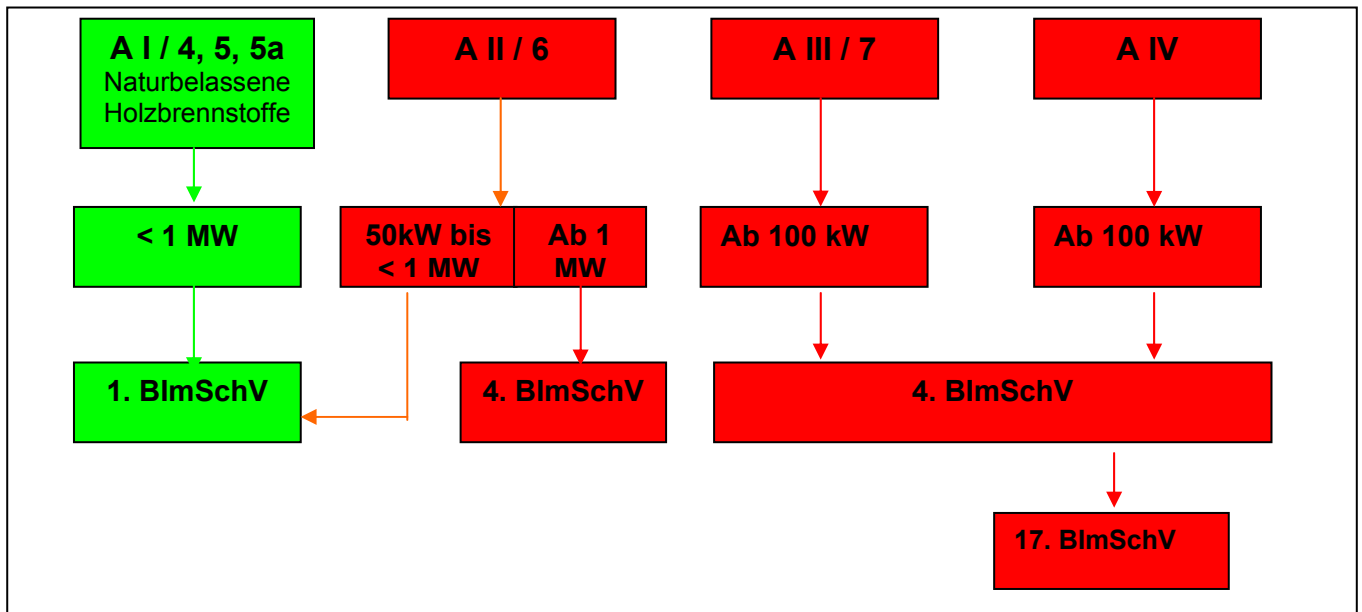 A I / 4, 5, 5a
Naturbelassene
Holzbrennstoffe
A II / 6
A III / 7
A IV
< 1 MW
50kW bis
< 1 MW
Ab 1
MW
Ab 100 kW
Ab 100 kW
1. BImSchV
4. BImSchV
4. BImSchV
17. BImSchV